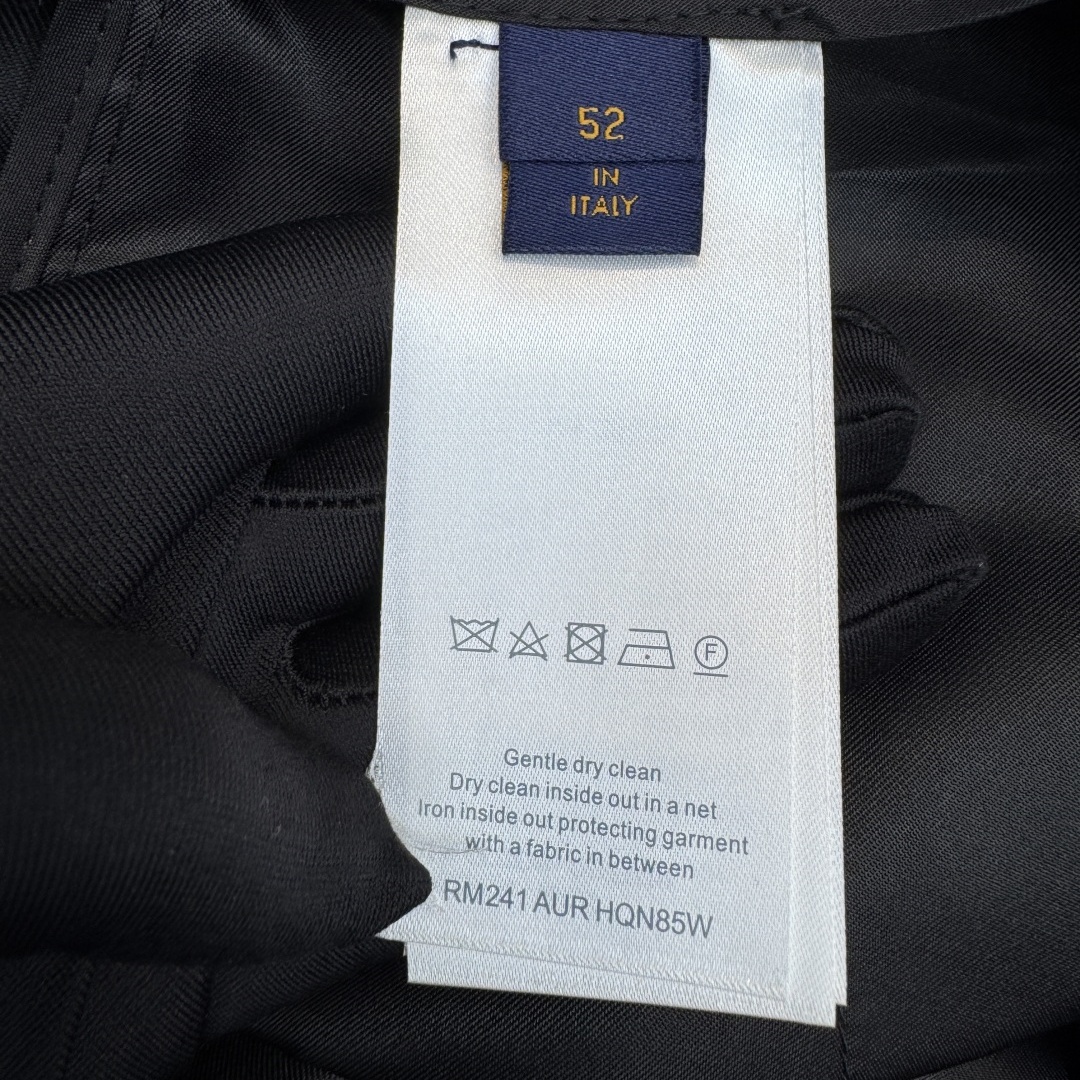 52
IN
ITALY
F
Gentle dry clean
Dry clean inside out in a net
Iron inside out protecting garment
with a fabric in between
RM241 AUR HQN85W